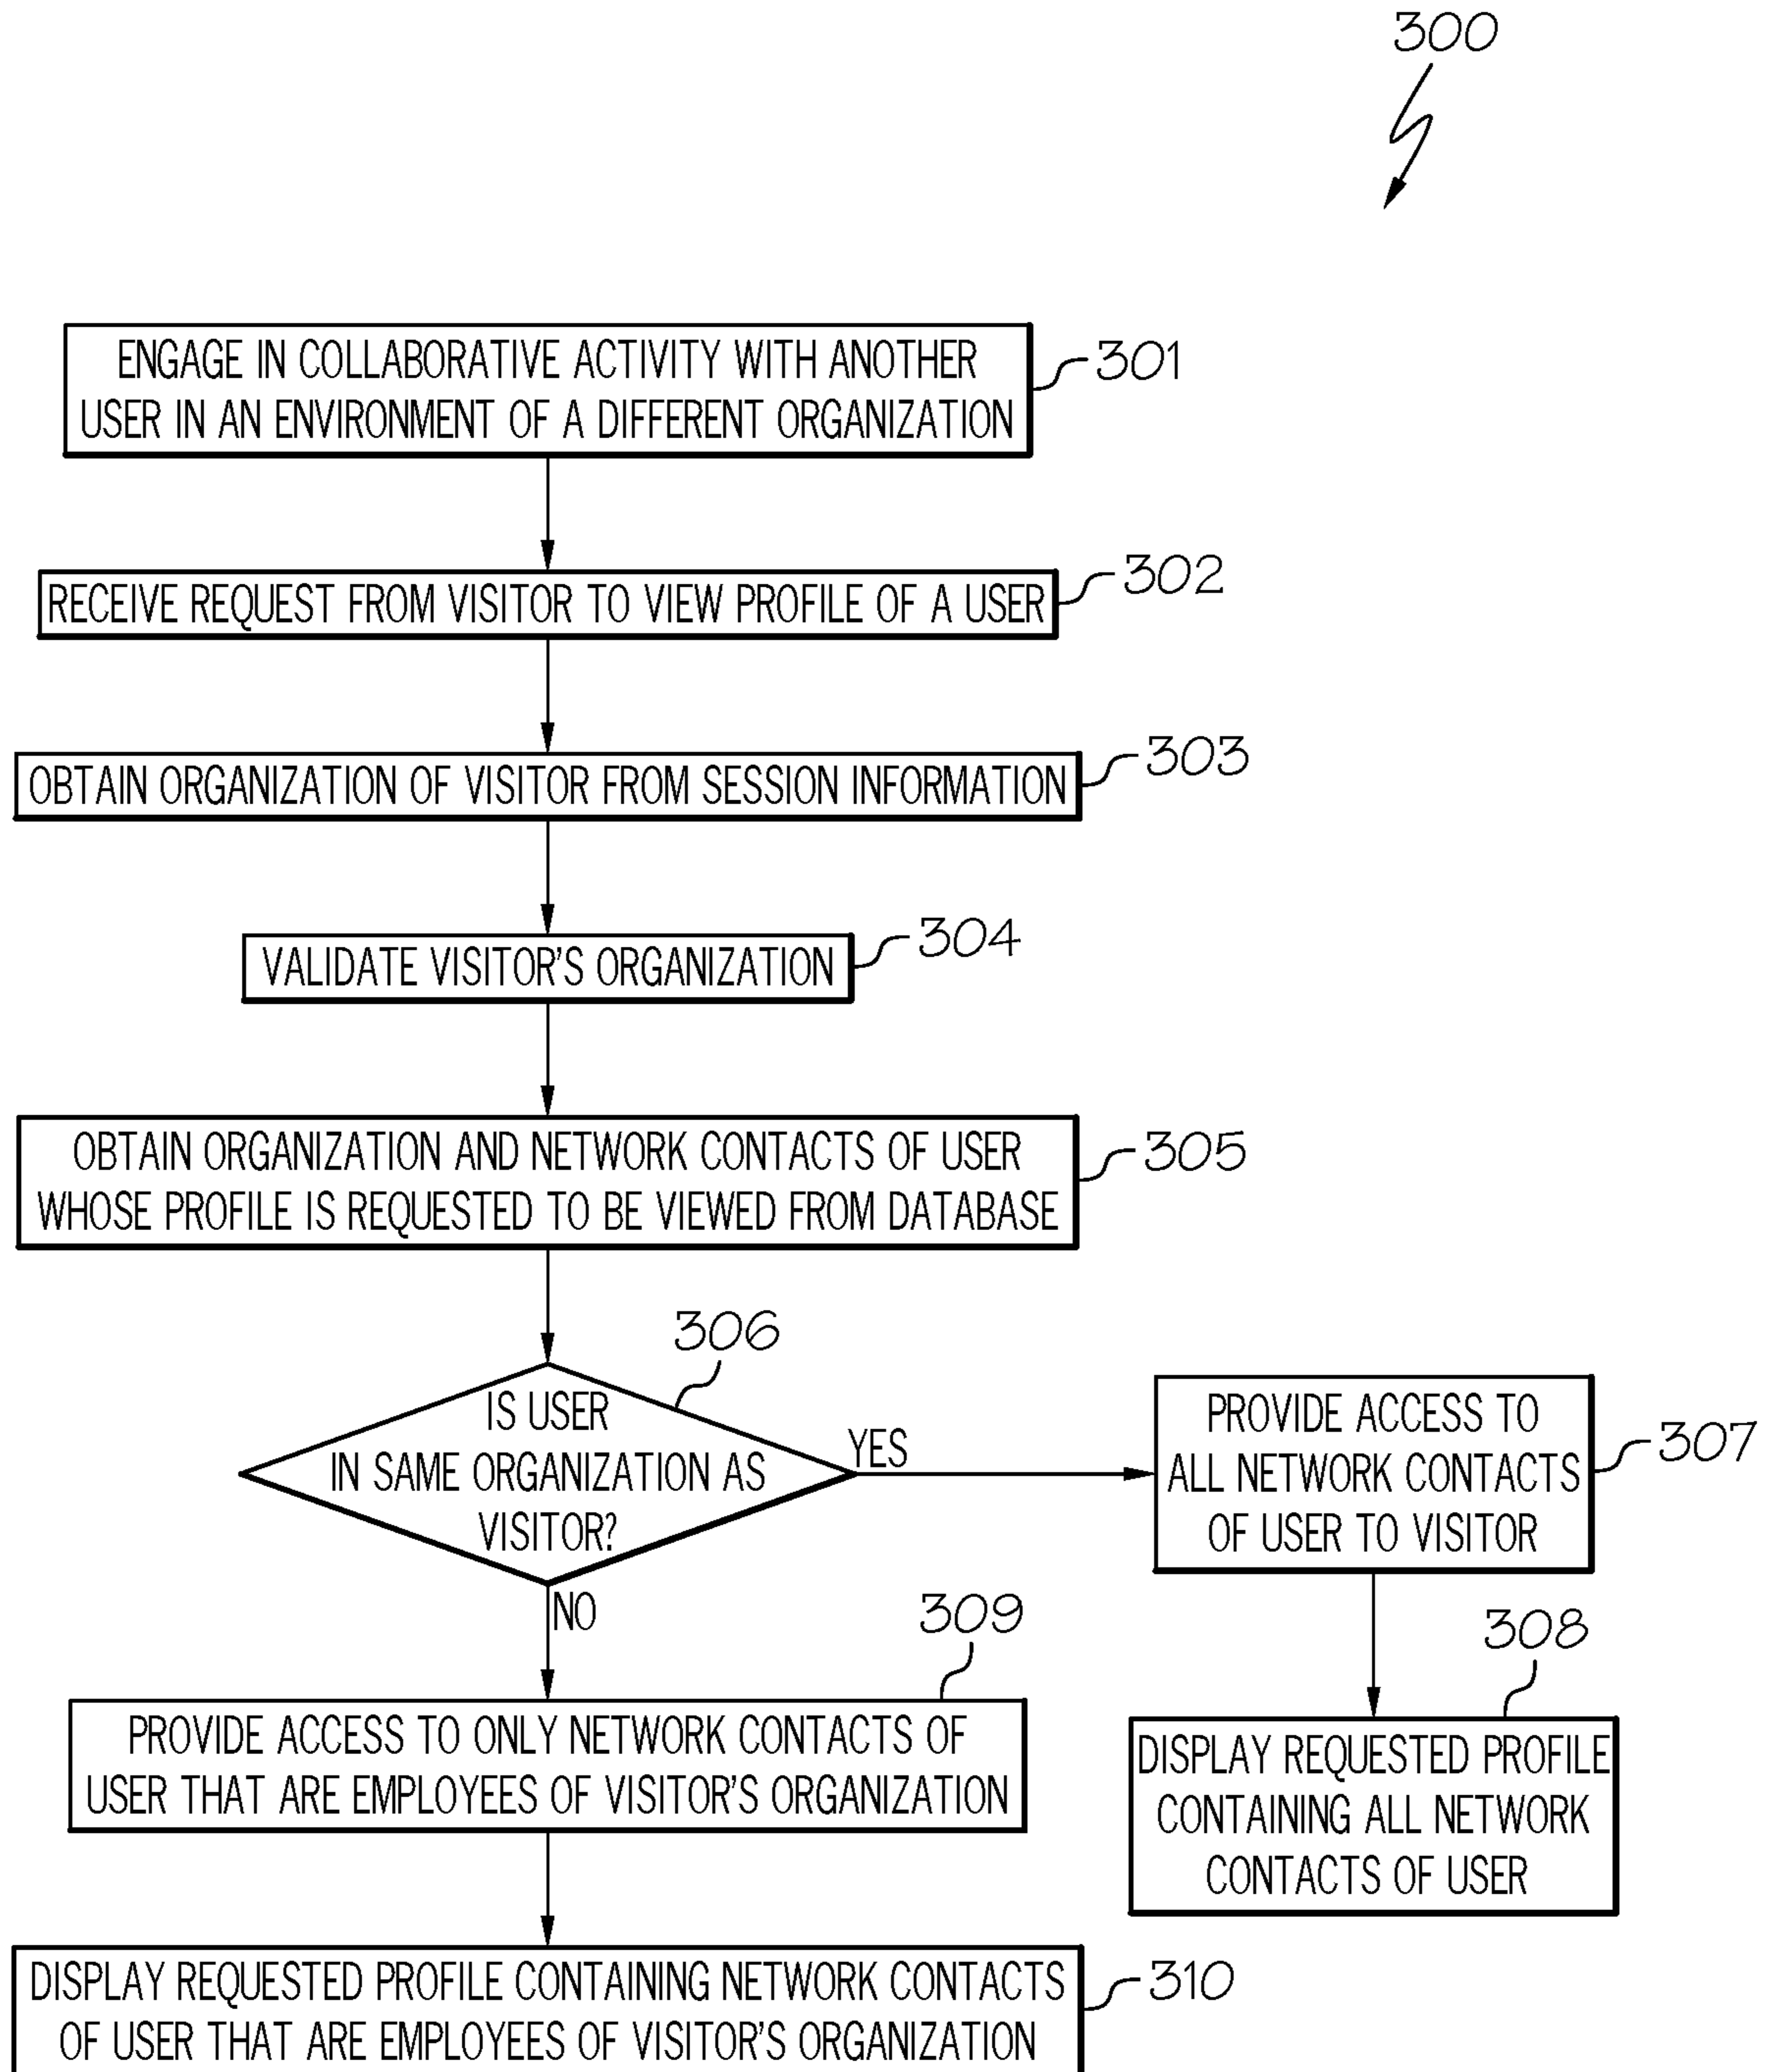 300
ENGAGE IN COLLABORATIVE ACTIVITY WITH ANOTHER
USER IN AN ENVIRONMENT OF A DIFFERENT ORGANIZATION
301
RECEIVE REQUEST FROM VISITOR TO VIEW PROFILE OF A USER
302
OBTAIN ORGANIZATION OF VISITOR FROM SESSION INFORMATION
303
VALIDATE VISITOR'S ORGANIZATION
304
OBTAIN ORGANIZATION AND NETWORK CONTACTS OF USER
WHOSE PROFILE IS REQUESTED TO BE VIEWED FROM DATABASE
305
IS USER
IN SAME ORGANIZATION AS
VISITOR?
306
YES
PROVIDE ACCESS TO
ALL NETWORK CONTACTS
OF USER TO VISITOR
307
DISPLAY REQUESTED PROFILE
CONTAINING ALL NETWORK
CONTACTS OF USER
308
NO
PROVIDE ACCESS TO ONLY NETWORK CONTACTS OF
USER THAT ARE EMPLOYEES OF VISITOR'S ORGANIZATION
309
DISPLAY REQUESTED PROFILE CONTAINING NETWORK CONTACTS
OF USER THAT ARE EMPLOYEES OF VISITOR'S ORGANIZATION
310